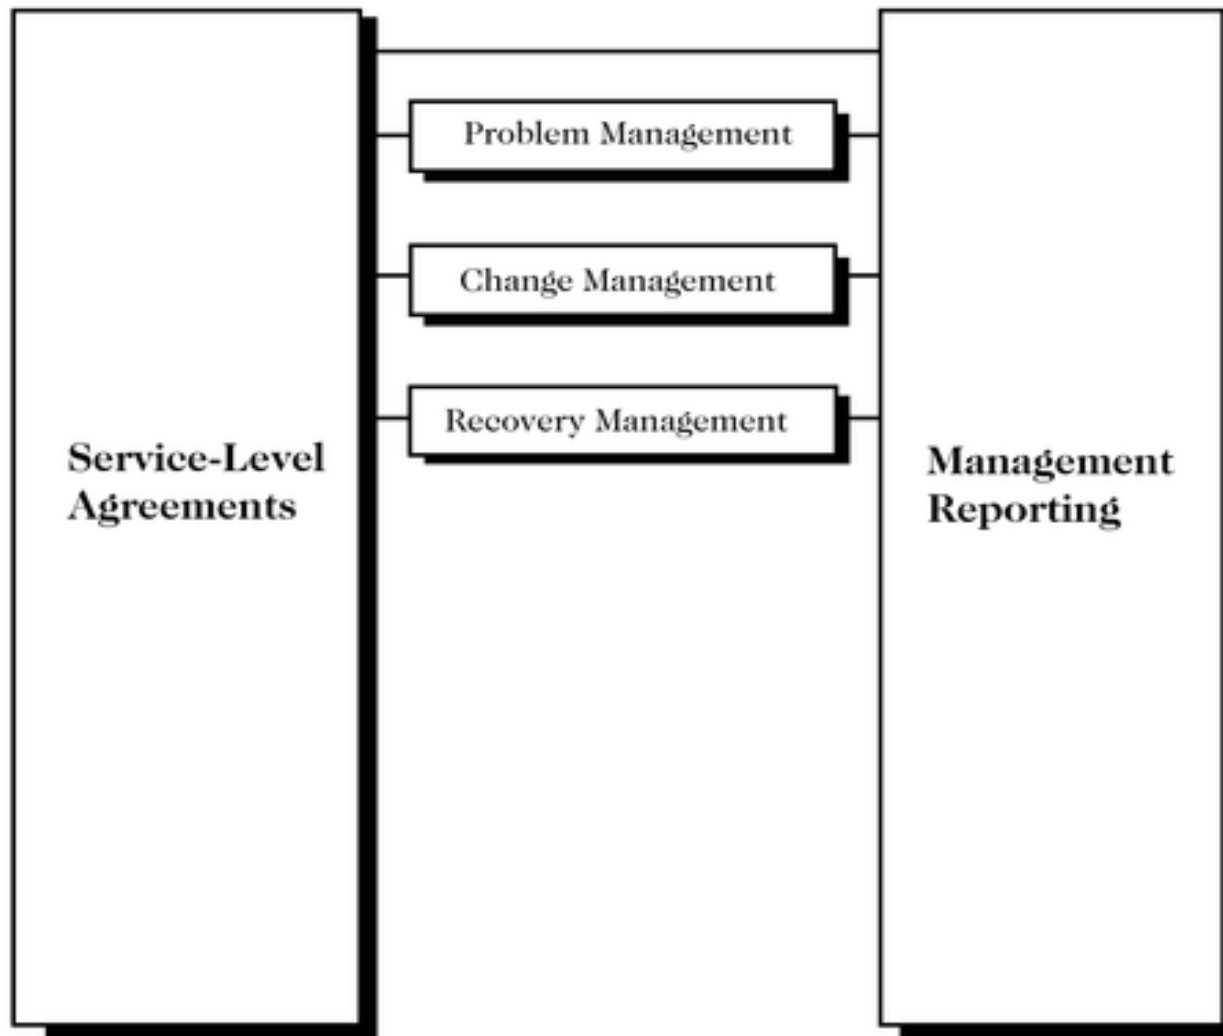 Problem Management
Change Management
Recovery Management
Service-Level
Agreements
Management
Reporting